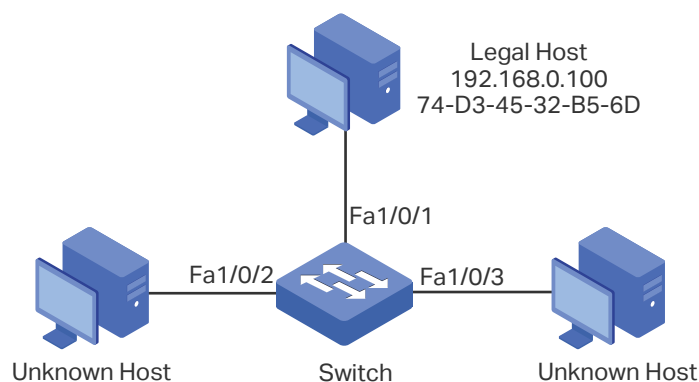 Legal Host
192.168.0.100
74-D3-45-32-B5-6D
Fa1/0/1
Fa1/0/2
Fa1/0/3
Unknown Host
Switch
Unknown Host